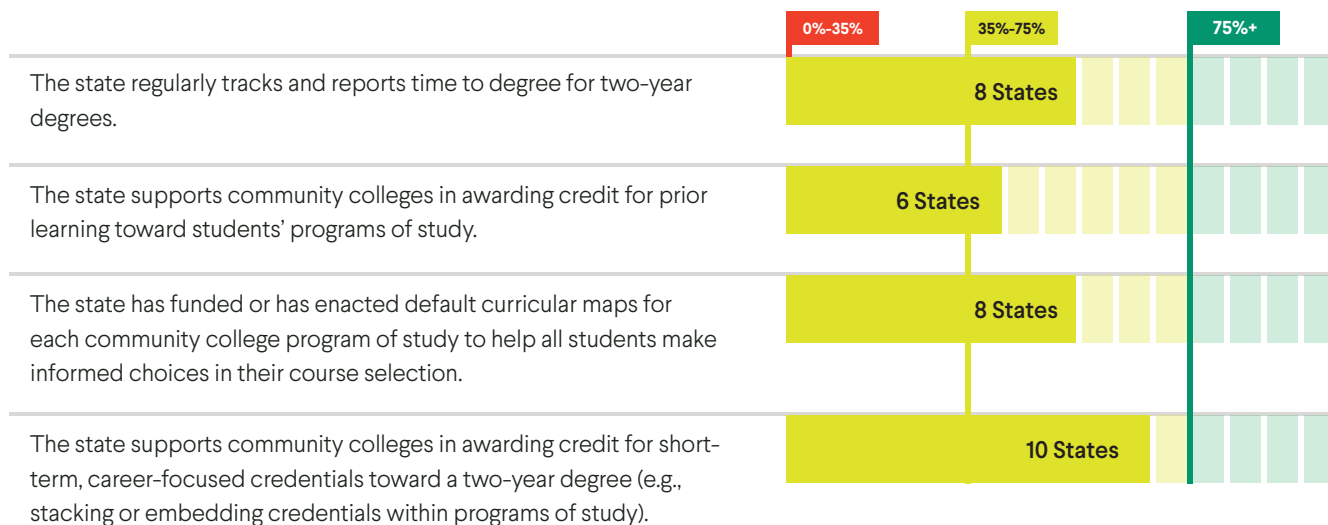 0%-35%
35%-75%
75%+
The state regularly tracks and reports time to degree for two-year
degrees.
8 States
The state supports community colleges in awarding credit for prior
learning toward students’ programs of study.
6 States
The state has funded or has enacted default curricular maps for
each community college program of study to help all students make
informed choices in their course selection.
8 States
The state supports community colleges in awarding credit for short-
term, career-focused credentials toward a two-year degree (e.g.,
stacking or embedding credentials within programs of study).
10 States